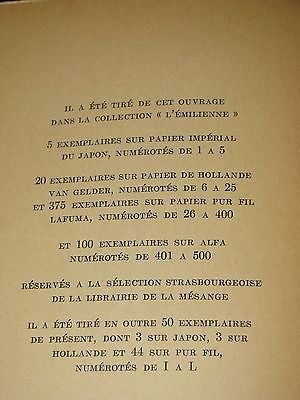 IL A ÉTÉ TIRÉ DE CET OUVRAGE
DANS LA COLLECTION « L'ÉMILIENNE »
5 EXEMPLAIRES SUR PAPIER IMPÉRIAL
DU JAPON, NUMÉROTÉS DE 1 A 5
20 EXEMPLAIRES SUR PAPIER DE HOLLANDE
VAN GELDER, NUMÉROTÉS DE 6 A 25
ET 375 EXEMPLAIRES SUR PAPIER PUR FIL
LAFUMA, NUMÉROTÉS DE 26 A 400
ET 100 EXEMPLAIRES SUR ALFA
NUMÉROTÉS DE 401 A 500
RÉSERVÉS A LA SÉLECTION STRASBOURGEOISE
DE LA LIBRAIRIE DE LA MÉSANGE
IL A ÉTÉ TIRÉ EN OUTRE 50 EXEMPLAIRES
DE PRÉSENT, DONT 3 SUR JAPON, 3 SUR
HOLLANDE ET 44 SUR PUR FIL,
NUMÉROTÉS DE I A L